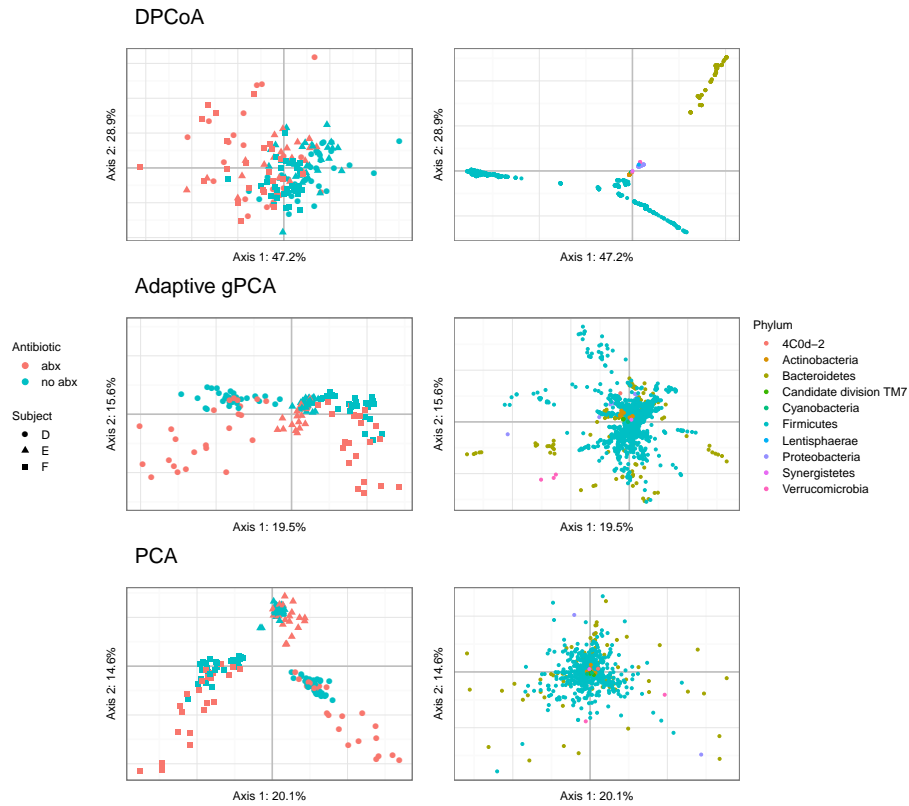 DPCoA
Axis 2: 28.9%
Axis 1: 47.2%
Axis 2: 28.9%
Axis 1: 47.2%
Adaptive gPCA
Antibiotic
abx
no abx
Subject
D
E
F
Axis 2: 15.6%
Axis 1: 19.5%
Axis 2: 15.6%
Axis 1: 19.5%
Phylum
4C0d−2
Actinobacteria
Bacteroidetes
Candidate division TM7
Cyanobacteria
Firmicutes
Lentisphaerae
Proteobacteria
Synergistetes
Verrucomicrobia
PCA
Axis 2: 14.6%
Axis 1: 20.1%
Axis 2: 14.6%
Axis 1: 20.1%